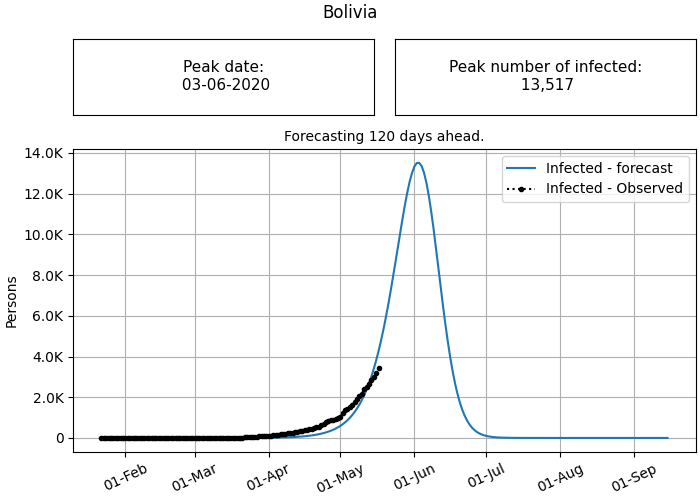 Bolivia
Peak date:
03-06-2020
Peak number of infected:
13,517
Forecasting 120 days ahead.
14.0K
12.0K
10.0K
8.0K
6.0K
4.0K
2.0K
0
Persons
Infected - forecast
Infected - Observed
01-Feb
01-Mar
01-Apr
01-May
01-Jun
01-Jul
01-Aug
01-Sep